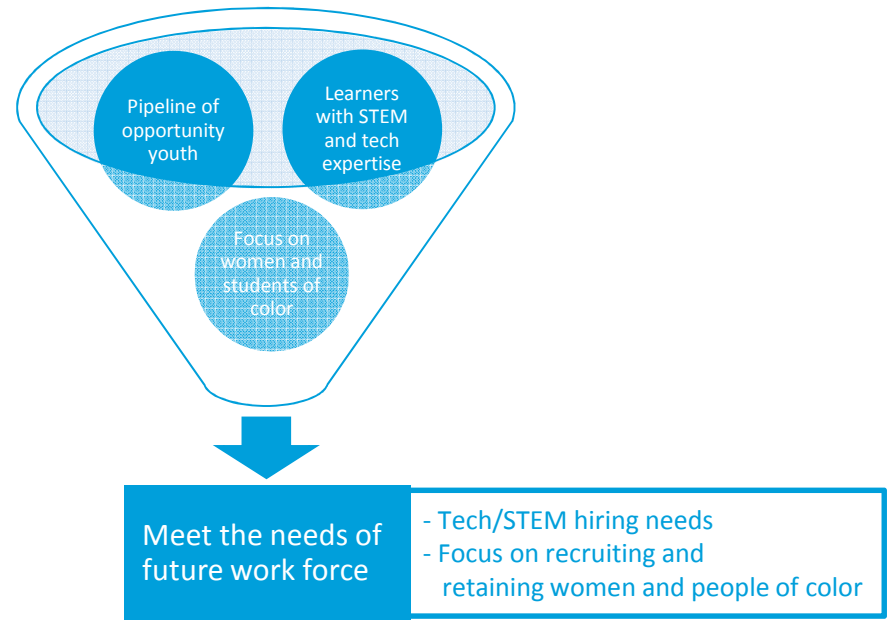 Pipeline of
opportunity
youth
Learners
with STEM
and tech
expertise
Focus on
women and
students of
color
Meet the needs of
future work force
- Tech/STEM hiring needs
- Focus on recruiting and
retaining women and people of color